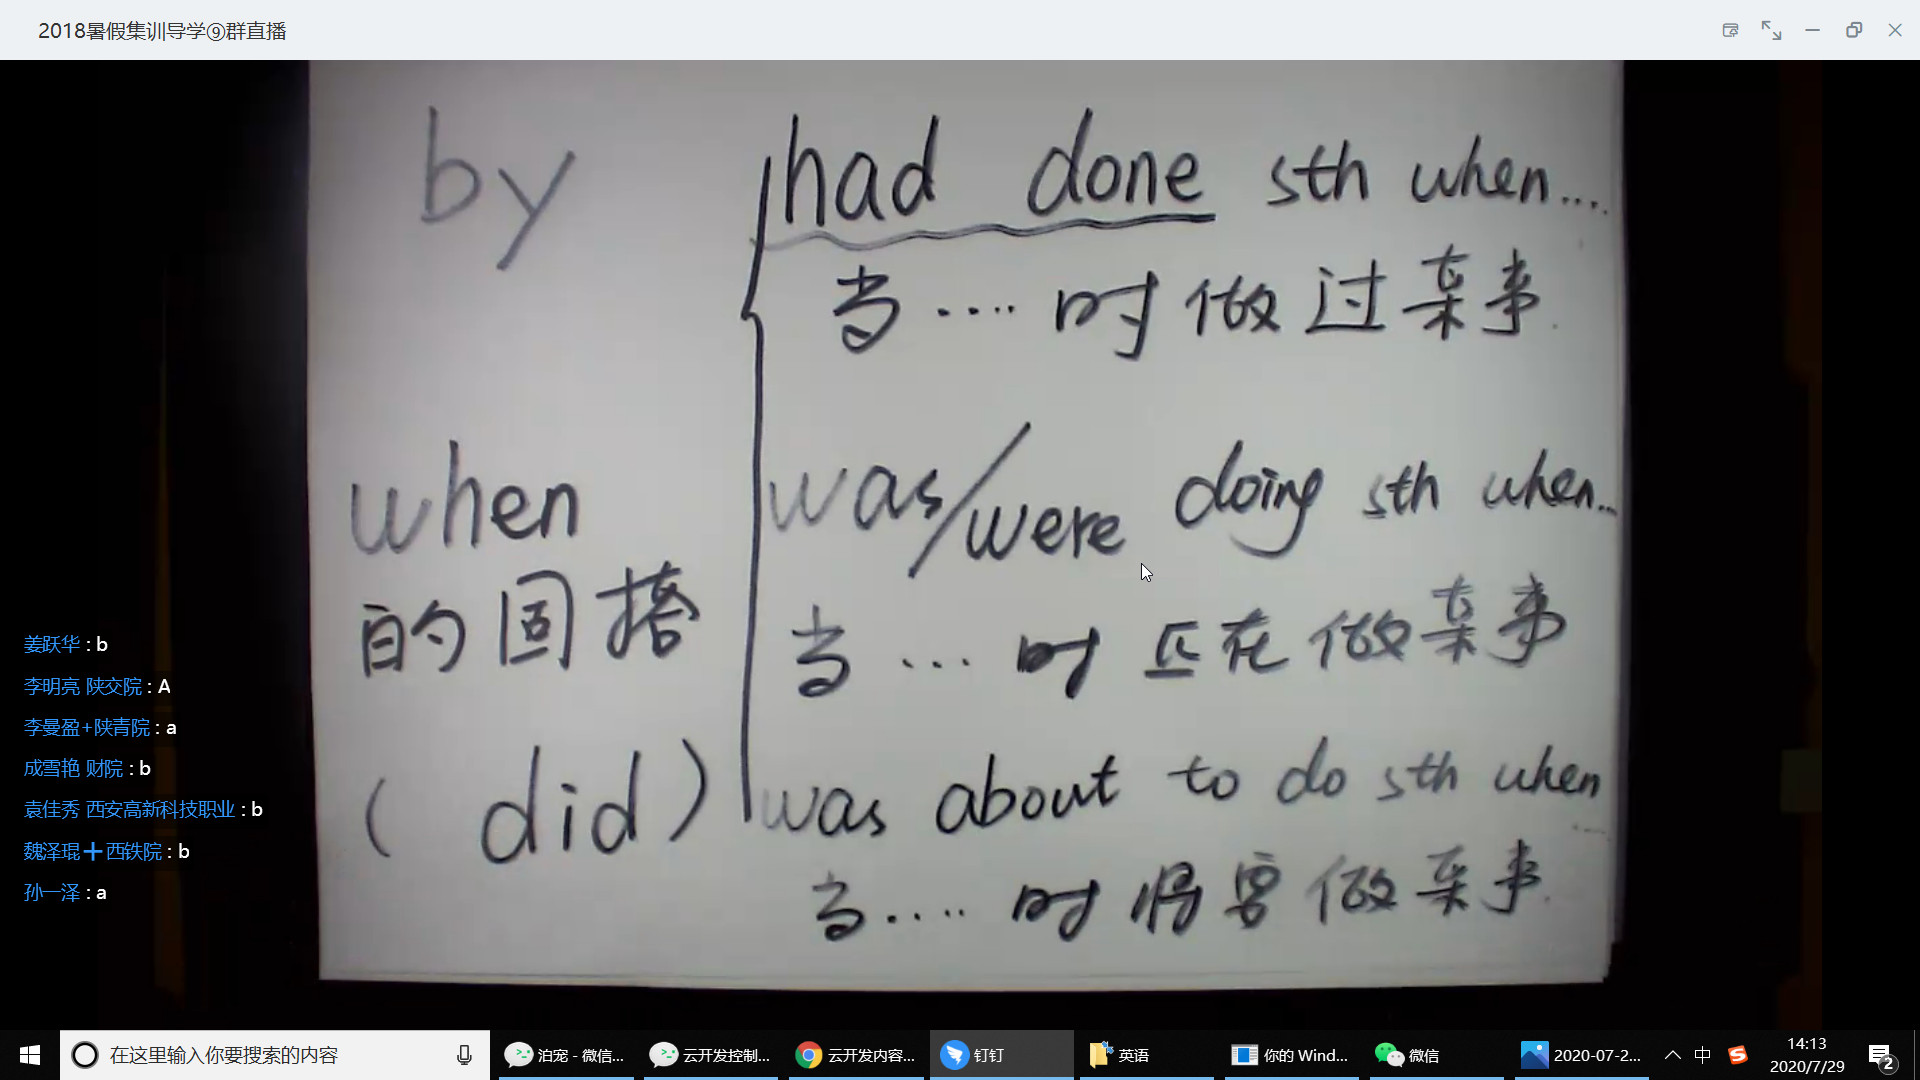 2018暑假集训导学⑨群直播
by
had done sth when....
当....时做过某事.
when
的固搭
(did)
was/were doing sth when...
当...时正在做某事
was about to do sth when
....
当....时将要做某事.
姜跃华 : b
李明亮 陕交院 : A
李曼盈+陕青院 : a
成雪艳 财院 : b
袁佳秀 西安高新科技职业 : b
魏泽琨➕西铁院 : b
孙一泽 : a
在这里输入你要搜索的内容
泊宠 - 微信...
云开发控制...
云开发内容...
钉钉
英语
你的 Wind...
微信
2020-07-2...
中
14:13
2020/7/29
2